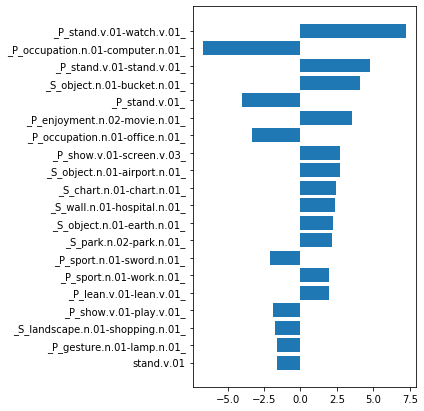 _P_stand.v.01-watch.v.01_
_P_occupation.n.01-computer.n.01_
_P_stand.v.01-stand.v.01_
_S_object.n.01-bucket.n.01_
_P_stand.v.01_
_P_enjoyment.n.02-movie.n.01_
_P_occupation.n.01-office.n.01_
_P_show.v.01-screen.v.03_
_S_object.n.01-airport.n.01_
_S_chart.n.01-chart.n.01_
_S_wall.n.01-hospital.n.01_
_S_object.n.01-earth.n.01_
_S_park.n.02-park.n.01_
_P_sport.n.01-sword.n.01_
_P_sport.n.01-work.n.01_
_P_lean.v.01-lean.v.01_
_P_show.v.01-play.v.01_
_S_landscape.n.01-shopping.n.01_
_P_gesture.n.01-lamp.n.01_
stand.v.01
−5.0 −2.5 0.0 2.5 5.0 7.5